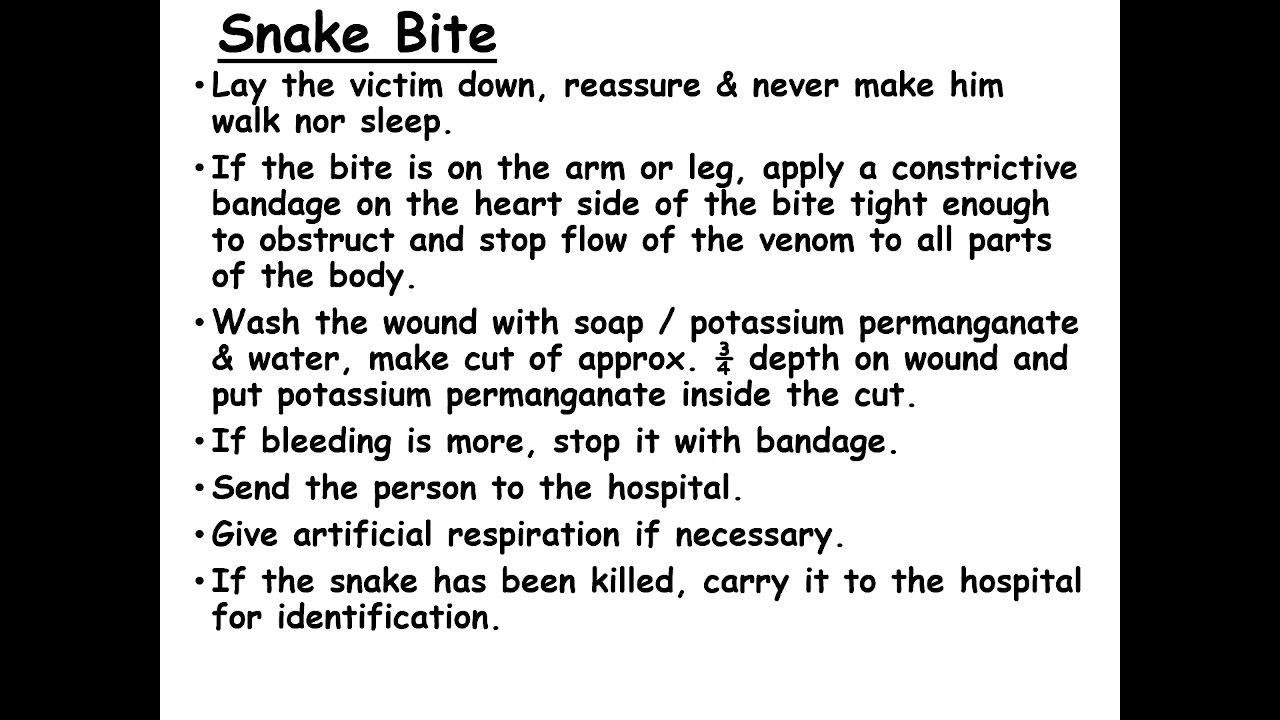 Snake Bite
• Lay the victim down, reassure & never make him
walk nor sleep.
• If the bite is on the arm or leg, apply a constrictive
bandage on the heart side of the bite tight enough
to obstruct and stop flow of the venom to all parts
of the body.
• Wash the wound with soap / potassium permanganate
& water, make cut of approx. ¾ depth on wound and
put potassium permanganate inside the cut.
• If bleeding is more, stop it with bandage.
• Send the person to the hospital.
• Give artificial respiration if necessary.
• If the snake has been killed, carry it to the hospital
for identification.